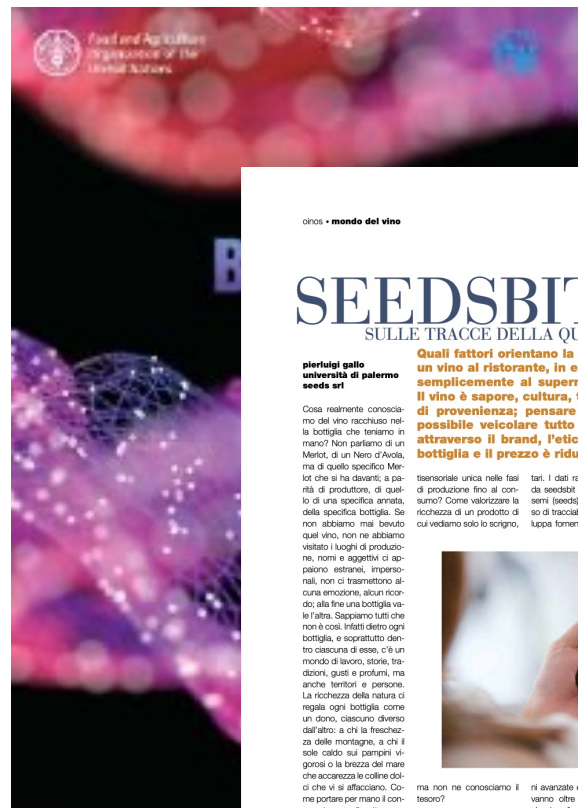 Food and Agriculture
Organization of the
United Nations
B
oinos • mondo del vino
SEEDSBIT
SULLE TRACCE DELLA QU
pierluigi gallo
università di palermo
seeds srl
Cosa realmente conoscia-
mo del vino racchiuso nel-
la bottiglia che teniamo in
mano? Non parliamo di un
Merlot, di un Nero d'Avola,
ma di quello specifico Mer-
lot che si ha davanti; a pa-
rità di produttore, di quel-
lo di una specifica annata,
della specifica bottiglia. Se
non abbiamo mai bevuto
quel vino, non ne abbiamo
visitato i luoghi di produzio-
ne, nomi e aggettivi ci ap-
paiono estranei, imperso-
nali, non ci trasmettono al-
cuna emozione, alcun ricor-
do; alla fine una bottiglia va-
le l'altra. Sappiamo tutti che
non è così. Infatti dietro ogni
bottiglia, e soprattutto den-
tro ciascuna di esse, c'è un
mondo di lavoro, storie, tra-
dizioni, gusti e profumi, ma
anche territori e persone.
La ricchezza della natura ci
regala ogni bottiglia come
un dono, ciascuno diverso
dall'altro: a chi la freschez-
za delle montagne, a chi il
sole caldo sui pampini vi-
gorosi o la brezza del mare
che accarezza le colline dol-
ci che vi si affacciano. Co-
me portare per mano il con-
Quali fattori orientano la
un vino al ristorante, in e
semplicemente al superm
Il vino è sapore, cultura, t
di provenienza; pensare
possibile veicolare tutto
attraverso il brand, l'etic
bottiglia e il prezzo è ridu
tisensoriale unica nelle fasi
di produzione fino al con-
sumo? Come valorizzare la
ricchezza di un prodotto di
cui vediamo solo lo scrigno,
ma non ne conosciamo il
tesoro?
tari. I dati ra
da seedsbit
semi (seeds)
so di tracciab
luppa fornen
ni avanzate e
vanno oltre